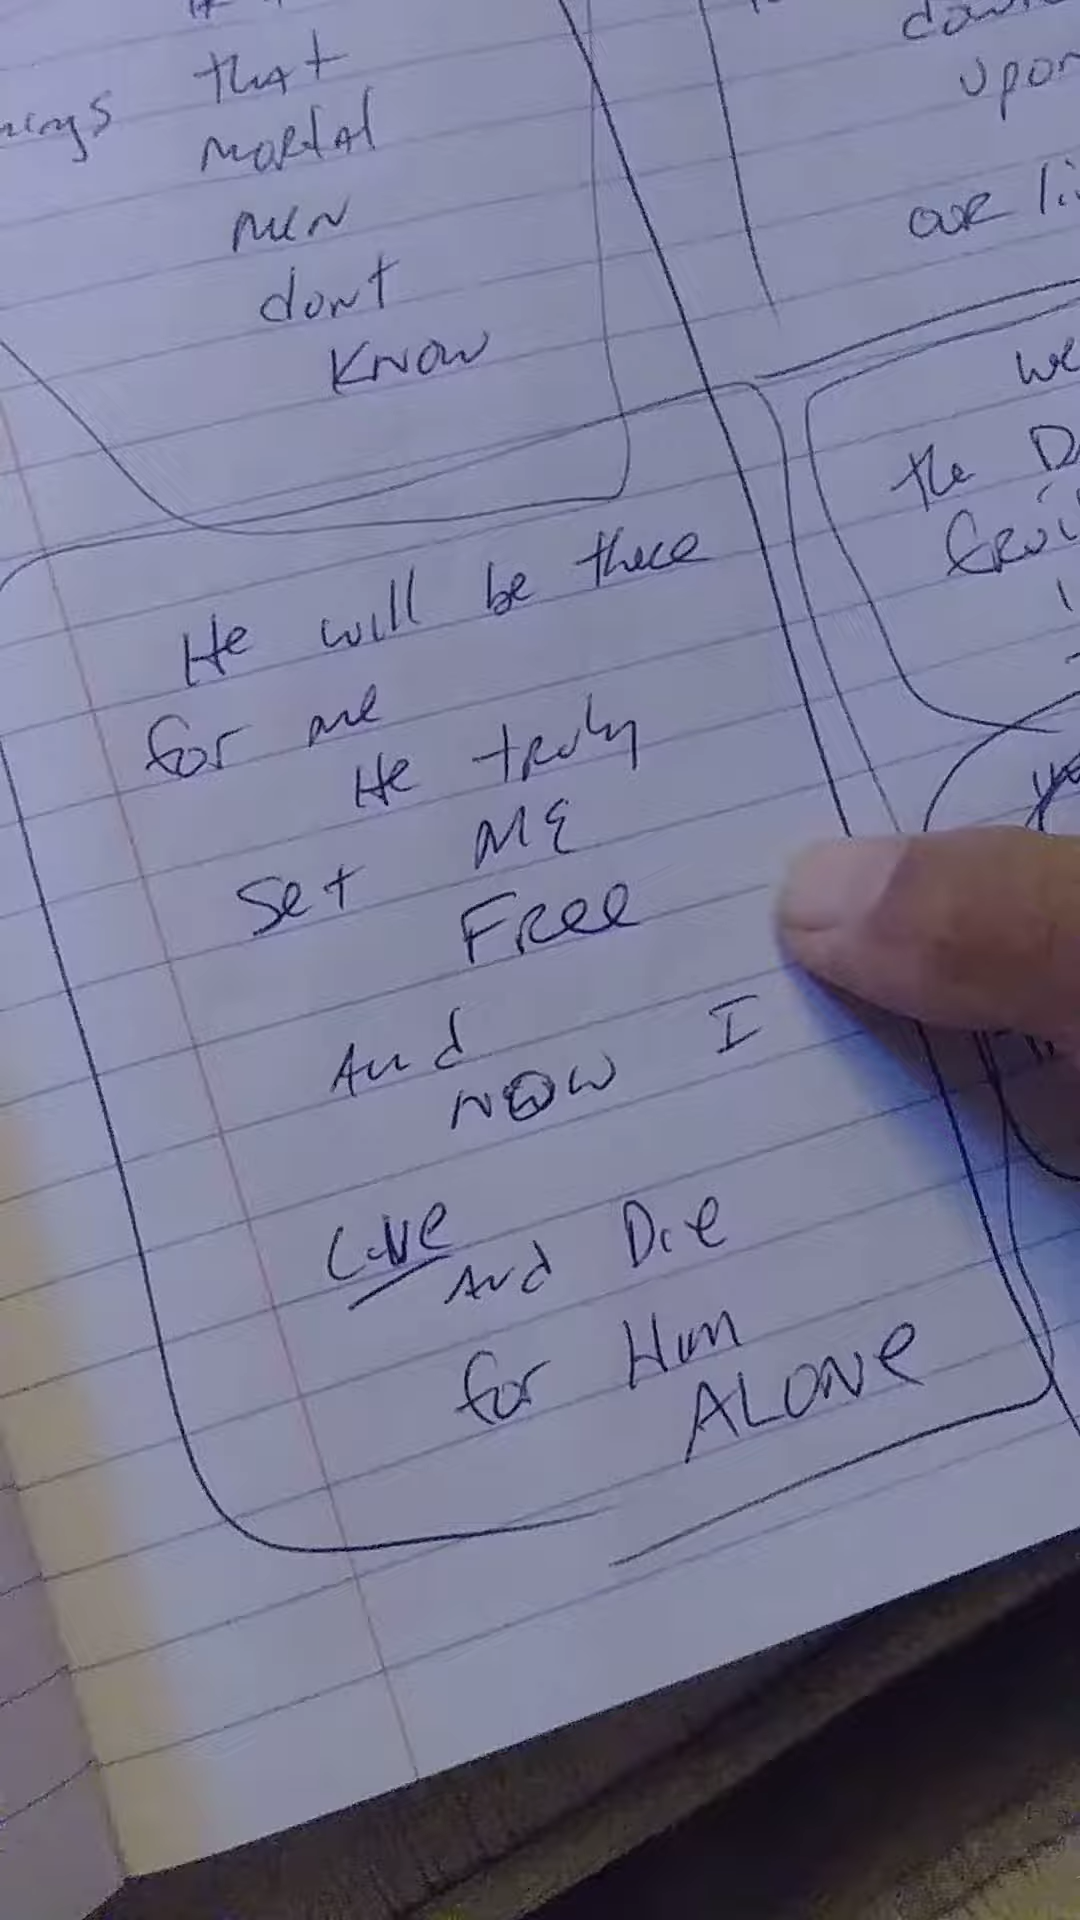 that
mortal
men
dont
know
He will be there
for me
He truly
Set ME
Free
And
NOW I
Live
And Die
for Him
ALONE
upon
our
we
the